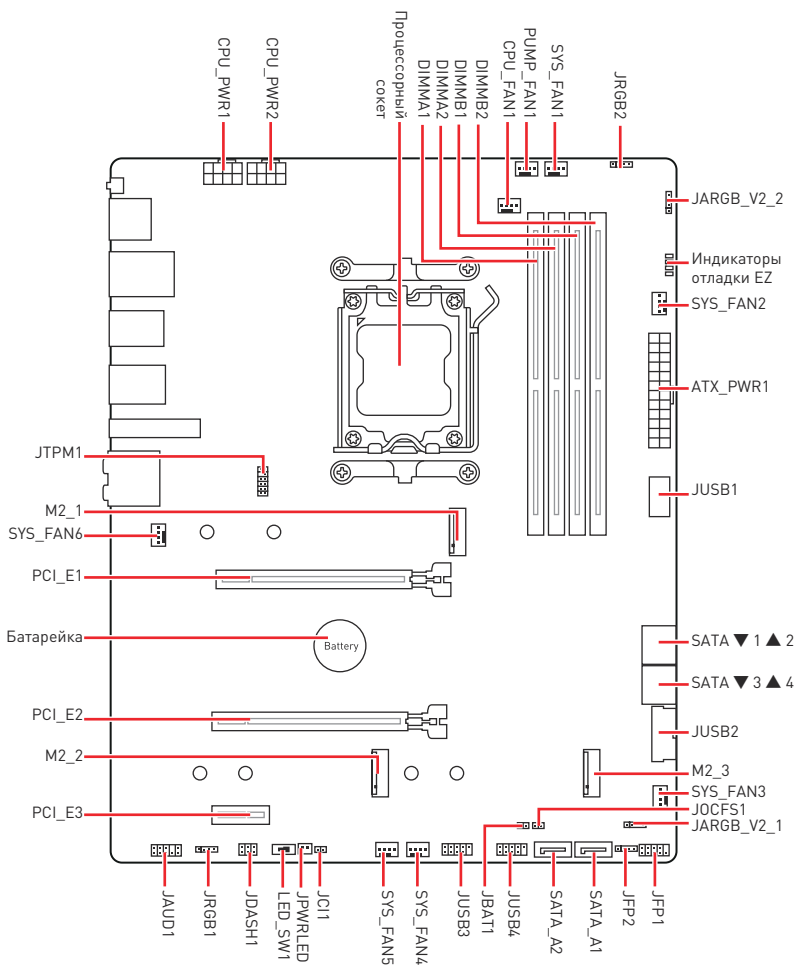 CPU_PWR1
CPU_PWR2
Процессорный
сокет
DIMMA1
DIMMA2
DIMMB1
DIMMB2
CPU_FAN1
PUMP_FAN1
SYS_FAN1
JRGB2
JARGB_V2_2
Индикаторы
отладки EZ
SYS_FAN2
ATX_PWR1
JTPM1
JUSB1
M2_1
SYS_FAN6
PCI_E1
Батарейка
Battery
SATA ▼ 1 ▲ 2
SATA ▼ 3 ▲ 4
PCI_E2
JUSB2
M2_2
M2_3
SYS_FAN3
JOCFS1
JARGB_V2_1
PCI_E3
JAUD1
JRGB1
JDASH1
LED_SW1
JPWRLED
JCI1
SYS_FAN5
SYS_FAN4
JUSB3
JBAT1
JUSB4
SATA_A2
SATA_A1
JFP2
JFP1